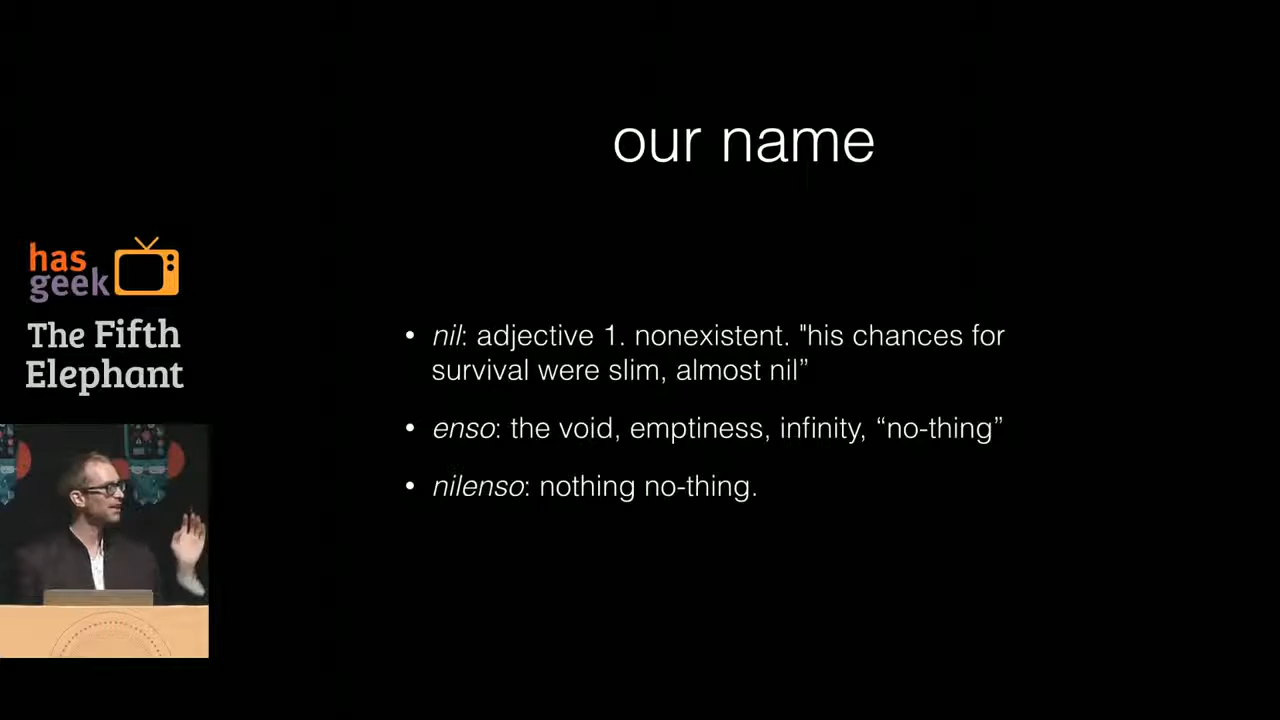 our name
has
geek
The Fifth
Elephant
• nil: adjective 1. nonexistent. "his chances for
survival were slim, almost nil”
• enso: the void, emptiness, infinity, “no-thing”
• nilenso: nothing no-thing.